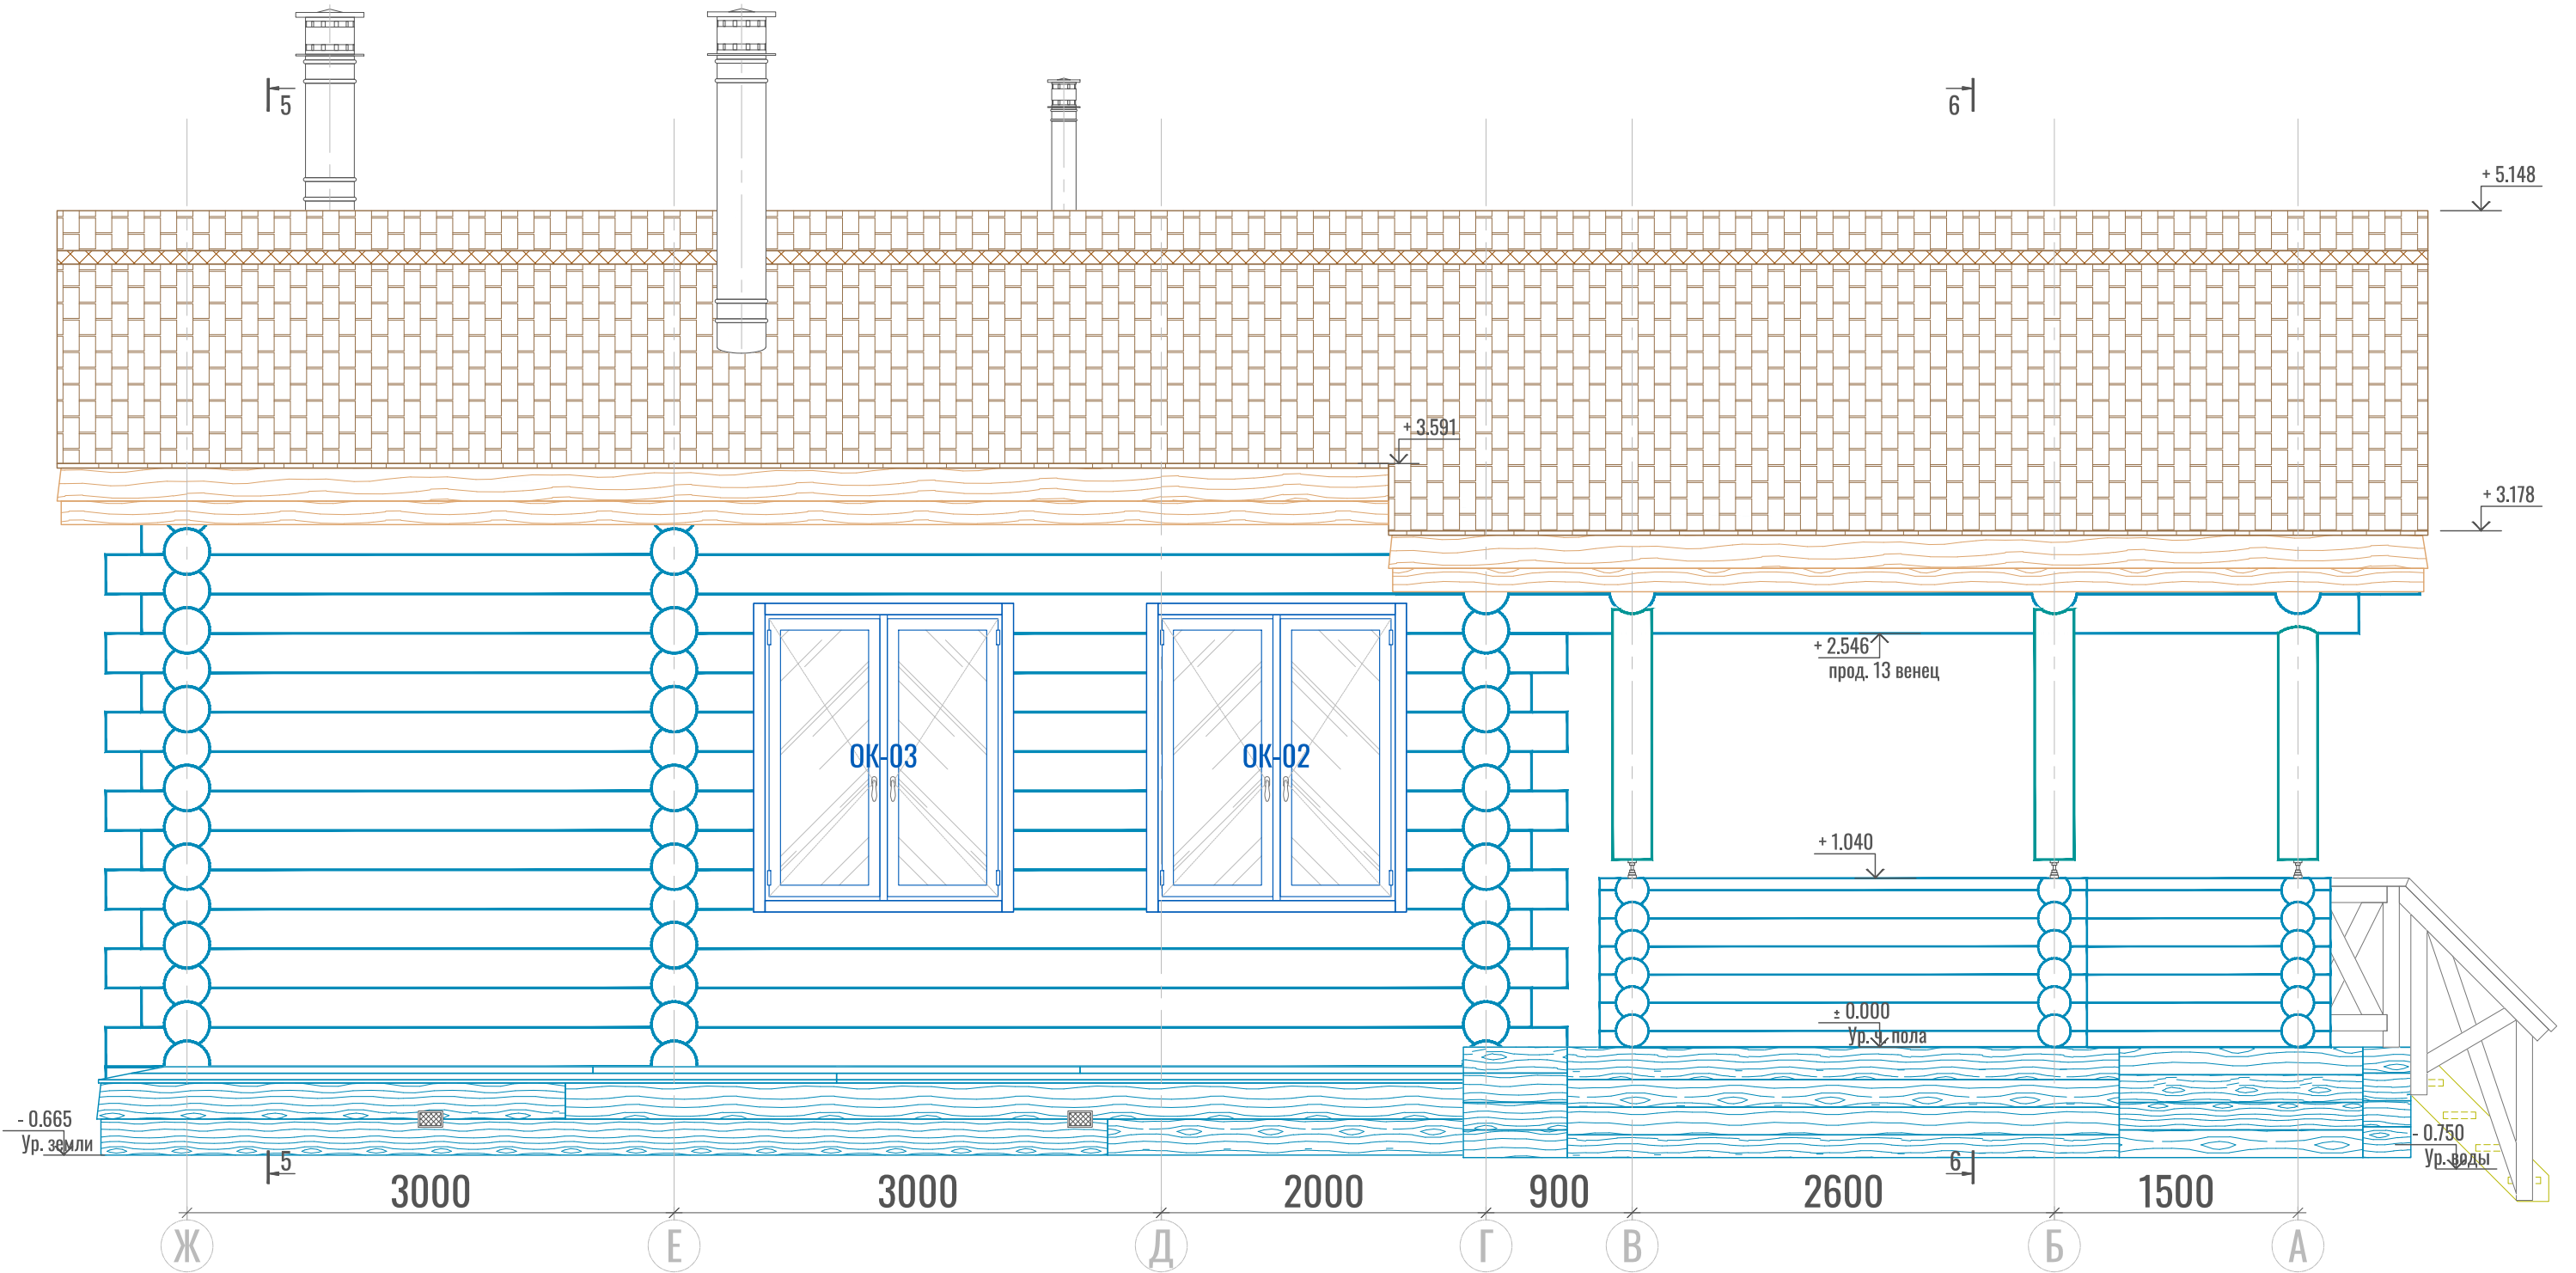 5
6
+ 5.148
+ 3.591
+ 3.178
+ 2.546
прод. 13 венец
ОК-03
ОК-02
+ 1.040
± 0.000
Ур. ч. пола
- 0.665
Ур. земли
- 0.750
Ур. воды
5
6
3000
3000
2000
900
2600
1500
Ж
Е
Д
Г
В
Б
А